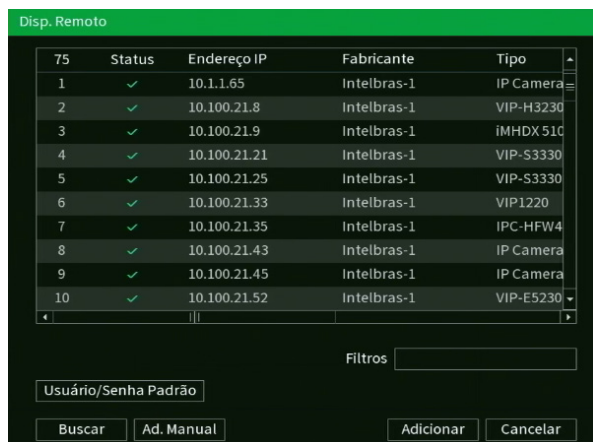 Disp. Remoto
75 Status Endereço IP Fabricante Tipo
1 10.1.1.65 Intelbras-1 IP Camera
2 10.100.21.8 Intelbras-1 VIP-H3230
3 10.100.21.9 Intelbras-1 iMHDX 510
4 10.100.21.21 Intelbras-1 VIP-S3330
5 10.100.21.25 Intelbras-1 VIP-S3330
6 10.100.21.33 Intelbras-1 VIP1220
7 10.100.21.35 Intelbras-1 IPC-HFW4
8 10.100.21.43 Intelbras-1 IP Camera
9 10.100.21.45 Intelbras-1 IP Camera
10 10.100.21.52 Intelbras-1 VIP-E5230
Filtros
Usuário/Senha Padrão
Buscar Ad. Manual Adicionar Cancelar